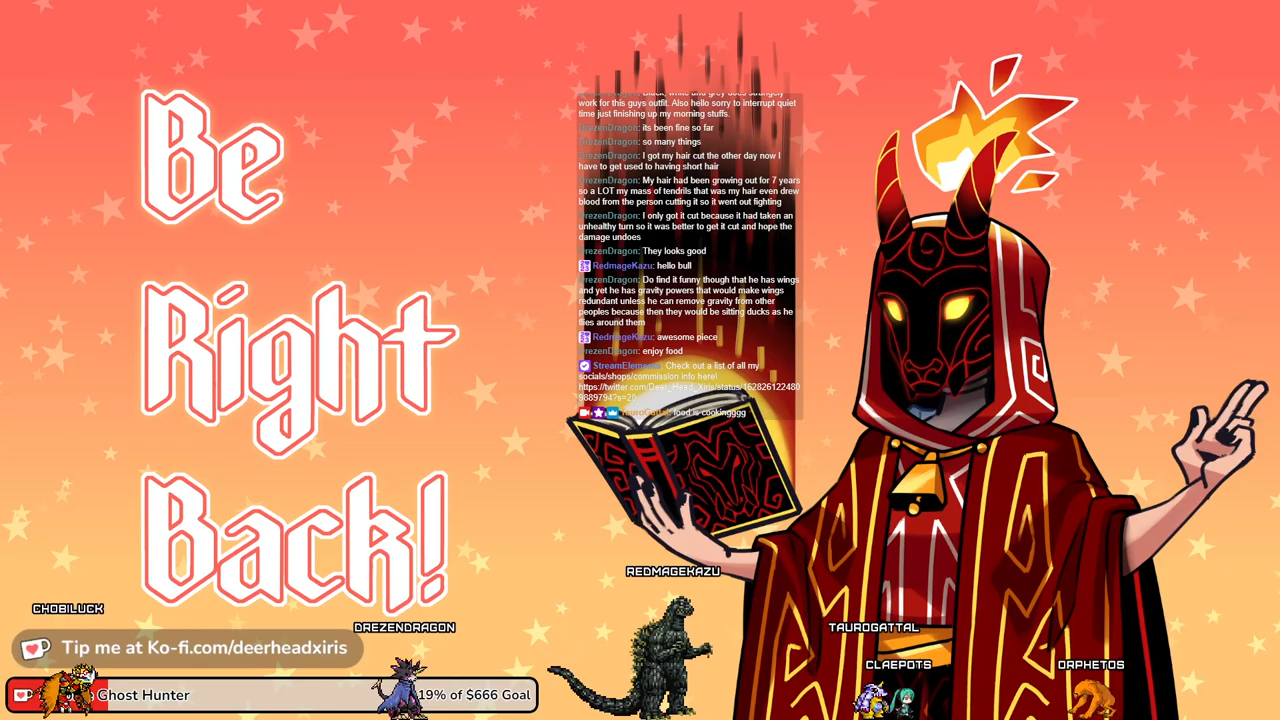 Be
Right
Back!
work for this guys outfit. Also hello sorry to interrupt quiet
time just finishing up my morning stuffs.
DrezenDragon: its been fine so far
DrezenDragon: so many things
DrezenDragon: I got my hair cut the other day now I
have to get used to having short hair
DrezenDragon: My hair had been growing out for 7 years
so a LOT my mass of tendrils that was my hair even drew
blood from the person cutting it so it went out fighting
DrezenDragon: I only got it cut because it had taken an
unhealthy turn so it was better to get it cut and hope the
damage undoes
DrezenDragon: They looks good
RedmageKazu: hello bull
DrezenDragon: Do find it funny though that he has wings
and yet he has gravity powers that would make wings
redundant unless he can remove gravity from other
peoples because then they would be sitting ducks as he
flies around them
RedmageKazu: awesome piece
DrezenDragon: enjoy food
StreamElements: Check out a list of all my
socials/shops/commission info here!
https://twitter.com/Deer_Head_Xiris/status/162826122480
9889794?s=20
TauroGattal: food is cookingggg
REDMAGEKAZU
CHOBILUCK
DREZENDRAGON
TAUROGATTAL
Tip me at Ko-fi.com/deerheadxiris
CLAEPOTS
ORPHETOS
Ghost Hunter
19% of $666 Goal